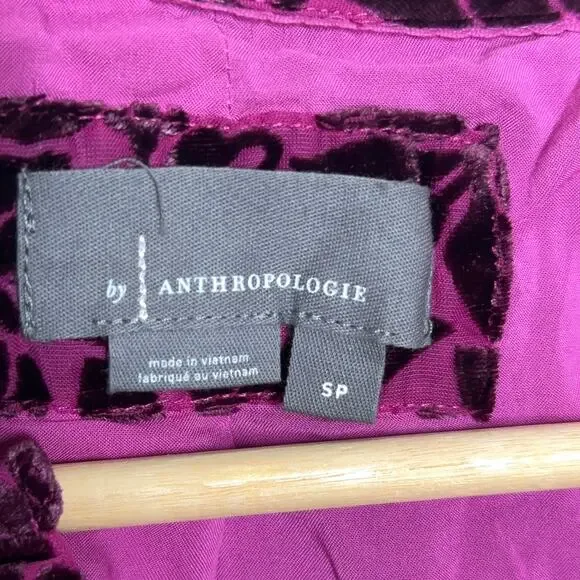 by ANTHROPOLOGIE
made in vietnam
fabriqué au vietnam
SP